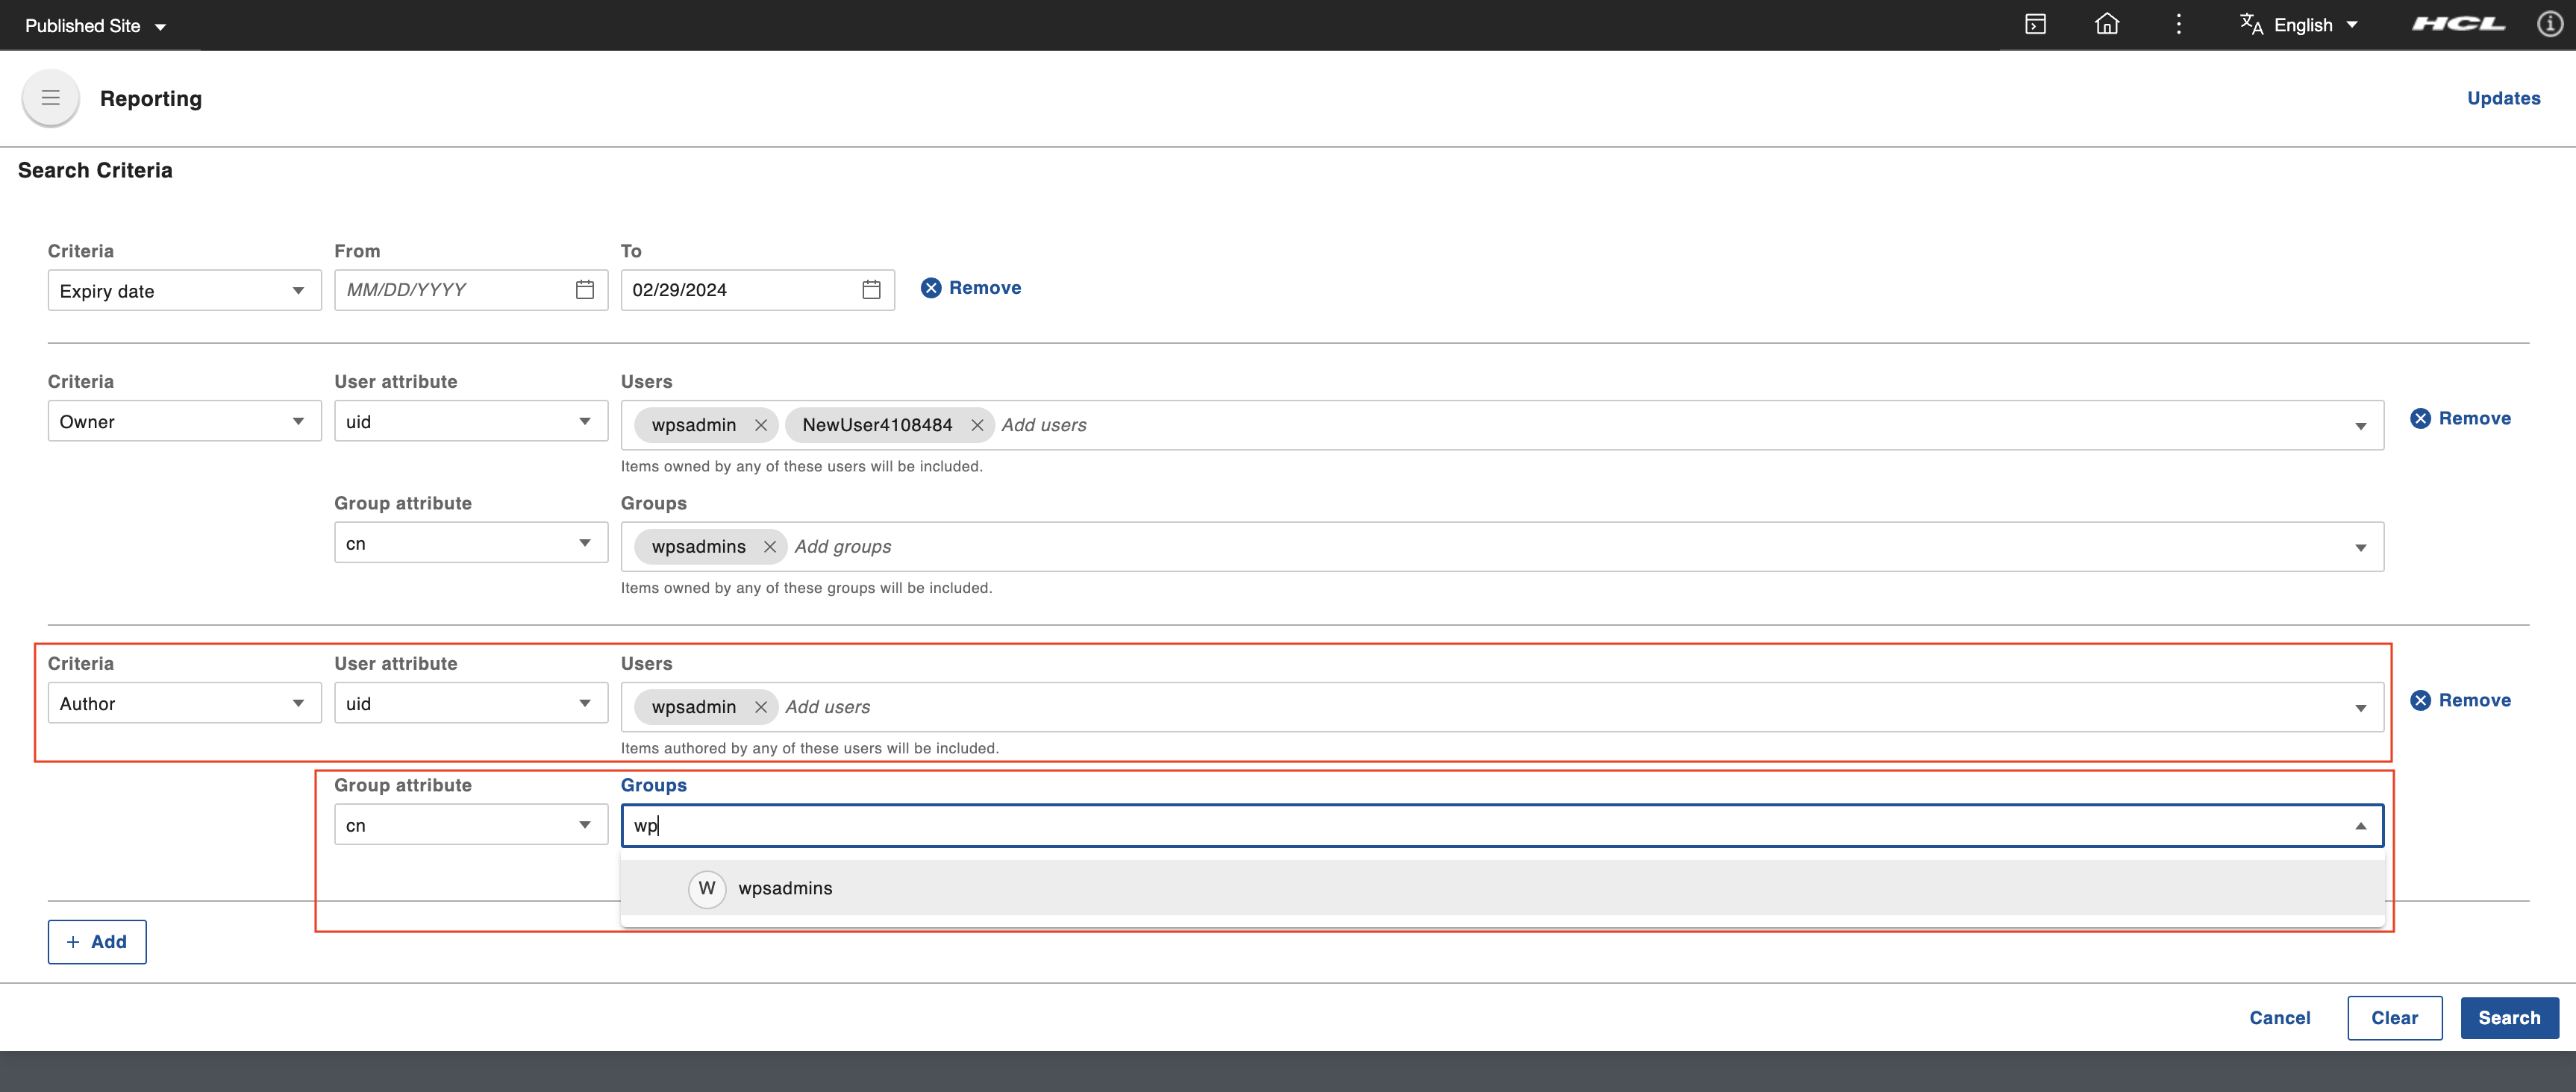 Published Site
English
HCL
Reporting
Updates
Search Criteria
Criteria From To
Expiry date MM/DD/YYYY 02/29/2024 Remove
Criteria User attribute Users
Owner uid wpsadmin NewUser4108484 Add users Remove
Items owned by any of these users will be included.
Group attribute Groups
cn wpsadmins Add groups
Items owned by any of these groups will be included.
Criteria User attribute Users
Author uid wpsadmin Add users Remove
Items authored by any of these users will be included.
Group attribute Groups
cn wp
W wpsadmins
+ Add
Cancel Clear Search